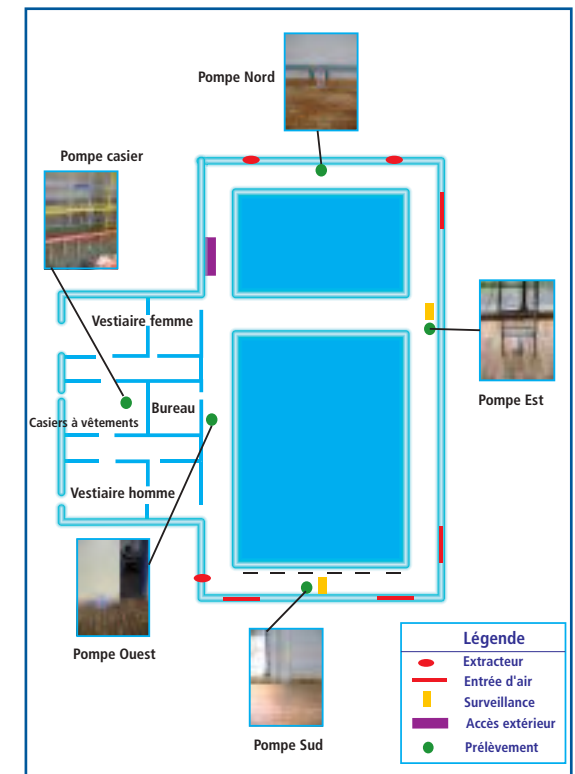 Pompe Nord
Pompe casier
Vestiaire femme
Bureau
Casiers à vêtements
Pompe Est
Vestiaire homme
Pompe Ouest
Pompe Sud
Légende
Extracteur
Entrée d'air
Surveillance
Accès extérieur
Prélèvement